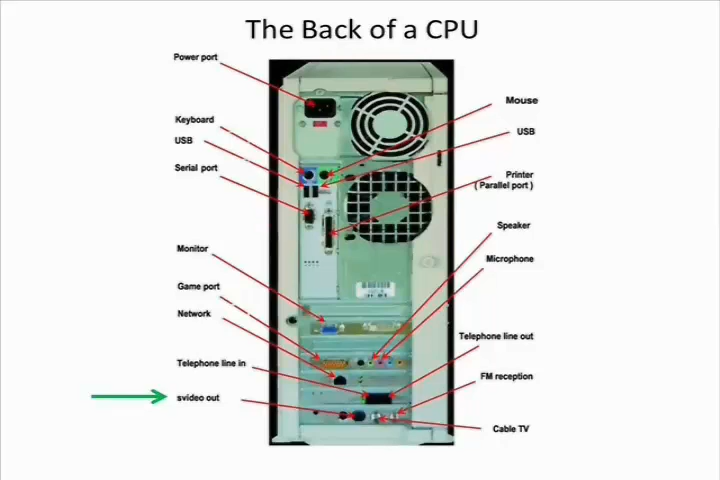 The Back of a CPU
Power port
Keyboard
USB
Serial port
Monitor
Game port
Network
Telephone line in
svideo out
Mouse
USB
Printer
( Parallel port )
Speaker
Microphone
Telephone line out
FM reception
Cable TV